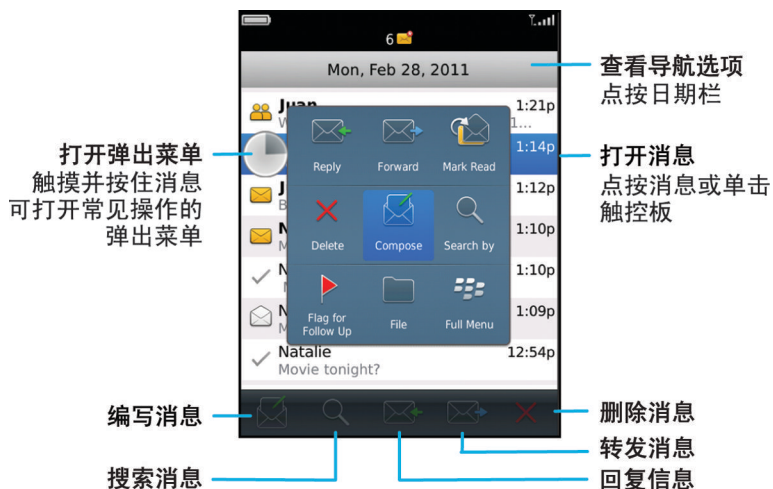 6
Mon, Feb 28, 2011
查看导航选项
点按日期栏
Juan
1:21p
1...
打开弹出菜单
触摸并按住消息
可打开常见操作的
弹出菜单
Reply
Forward
Mark Read
1:14p
打开消息
点按消息或单击
触控板
1:12p
1:10p
Delete
Compose
Search by
1:10p
1:09p
Flag for
Follow Up
File
Full Menu
Natalie
12:54p
Movie tonight?
编写消息
删除消息
转发消息
搜索消息
回复信息